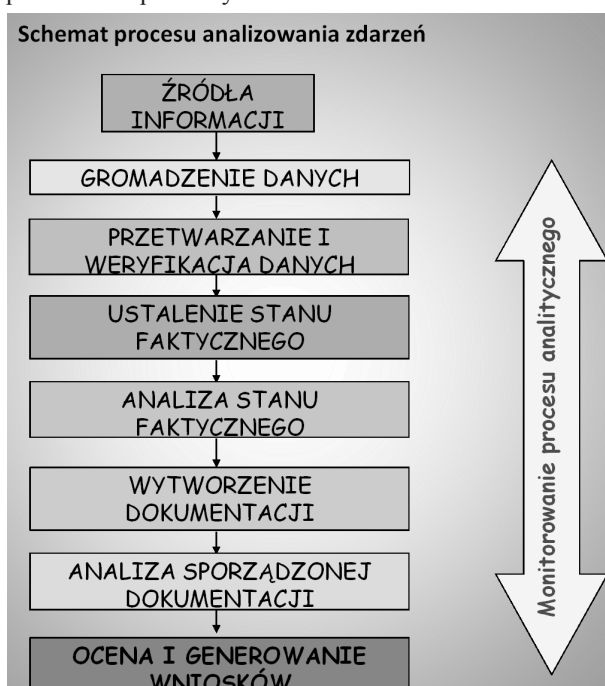 Schemat procesu analizowania zdarzeń
ŹRÓDŁA
INFORMACJI
GROMADZENIE DANYCH
PRZETWARZANIE I
WERYFIKACJA DANYCH
USTALENIE STANU
FAKTYCZNEGO
ANALIZA STANU
FAKTYCZNEGO
WYTWORZENIE
DOKUMENTACJI
ANALIZA SPORZĄDZONEJ
DOKUMENTACJI
OCENA I GENEROWANIE
WNIOSKÓW
Monitorowanie procesu analitycznego